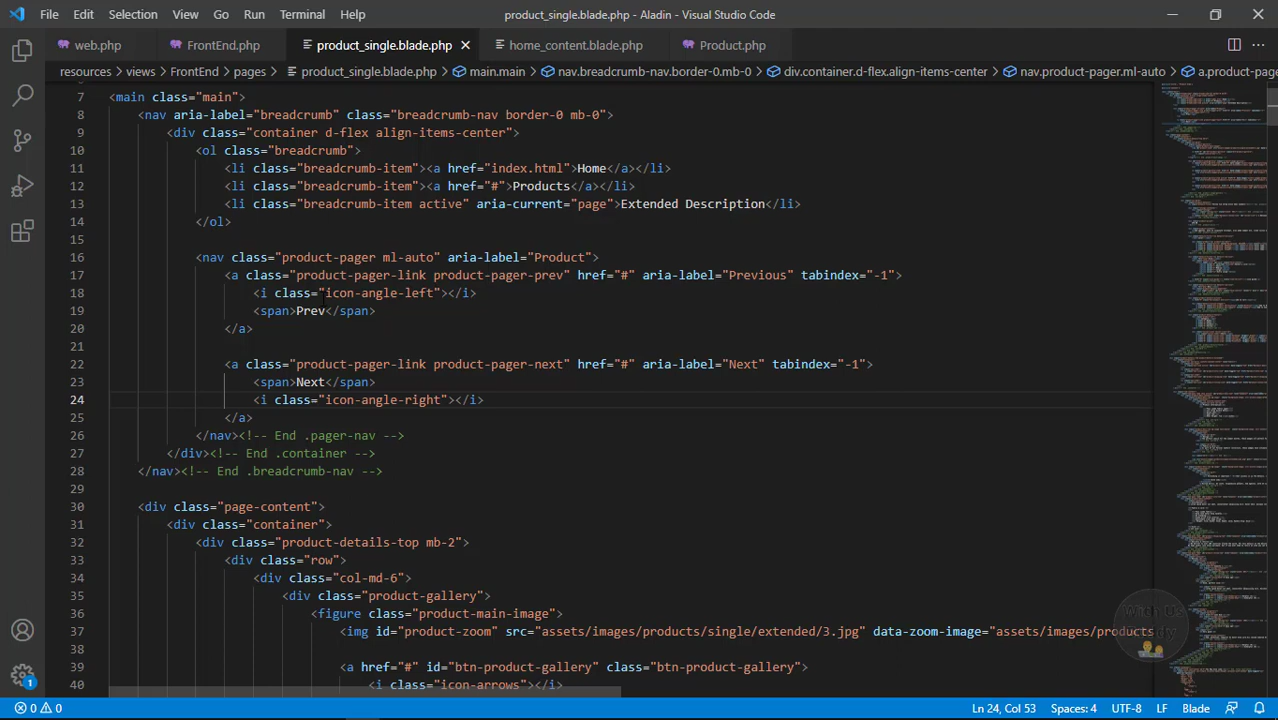 File Edit Selection View Go Run Terminal Help product_single.blade.php - Aladin - Visual Studio Code
web.php FrontEnd.php product_single.blade.php home_content.blade.php Product.php
resources > views > FrontEnd > pages > product_single.blade.php > main.main > nav.breadcrumb-nav.border-0.mb-0 > div.container.d-flex.align-items-center > nav.product-pager.ml-auto > a.product-page
7 <main class="main">
8 <nav aria-label="breadcrumb" class="breadcrumb-nav border-0 mb-0">
9 <div class="container d-flex align-items-center">
10 <ol class="breadcrumb">
11 <li class="breadcrumb-item"><a href="index.html">Home</a></li>
12 <li class="breadcrumb-item"><a href="#">Products</a></li>
13 <li class="breadcrumb-item active" aria-current="page">Extended Description</li>
14 </ol>
15
16 <nav class="product-pager ml-auto" aria-label="Product">
17 <a class="product-pager-link product-pager-prev" href="#" aria-label="Previous" tabindex="-1">
18 <i class="icon-angle-left"></i>
19 <span>Prev</span>
20 </a>
21
22 <a class="product-pager-link product-pager-next" href="#" aria-label="Next" tabindex="-1">
23 <span>Next</span>
24 <i class="icon-angle-right"></i>
25 </a>
26 </nav><!-- End .pager-nav -->
27 </div><!-- End .container -->
28 </nav><!-- End .breadcrumb-nav -->
29
30 <div class="page-content">
31 <div class="container">
32 <div class="product-details-top mb-2">
33 <div class="row">
34 <div class="col-md-6">
35 <div class="product-gallery">
36 <figure class="product-main-image">
37 <img id="product-zoom" src="assets/images/products/single/extended/3.jpg" data-zoom-image="assets/images/products
38
39 <a href="#" id="btn-product-gallery" class="btn-product-gallery">
40 <i class="icon-arrows"></i>
1
0 0 Ln 24, Col 53 Spaces: 4 UTF-8 LF Blade